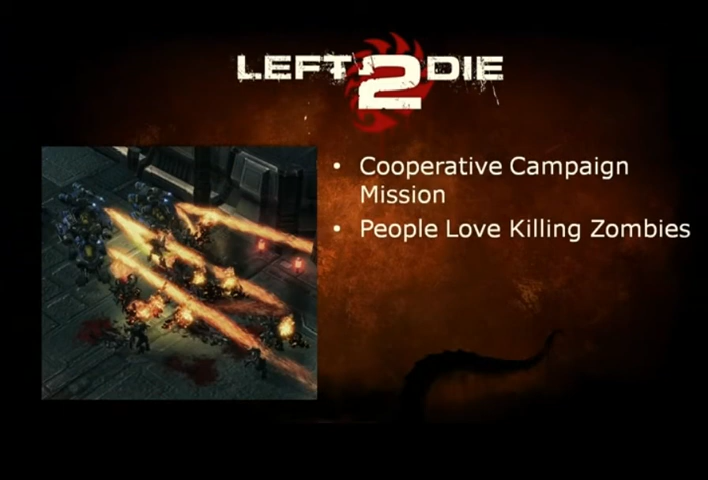 LEFT 2 DIE
• Cooperative Campaign
Mission
• People Love Killing Zombies